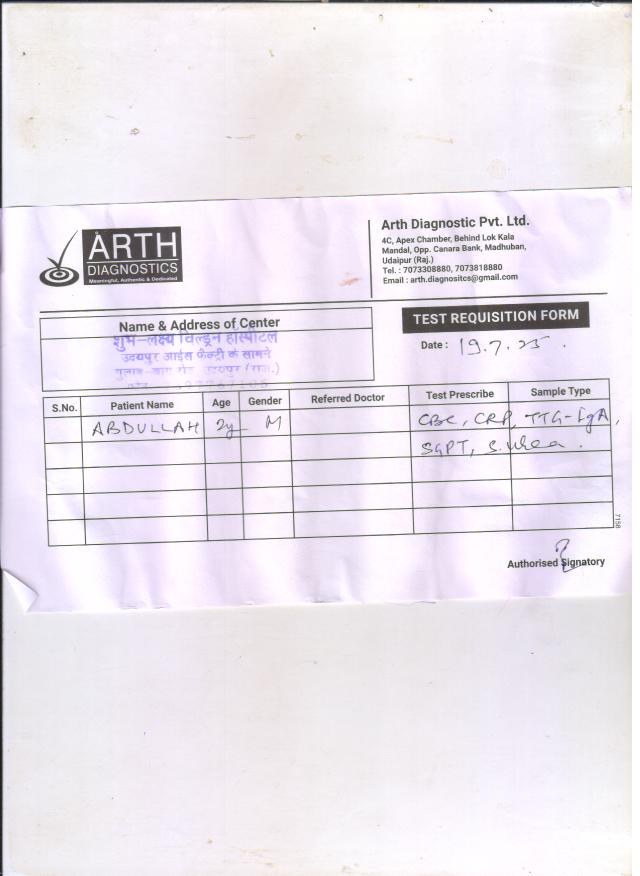 ARTH
DIAGNOSTICS
Meaningful, Authentic & Dedicated
Arth Diagnostic Pvt. Ltd.
4C, Apex Chamber, Behind Lok Kala
Mandal, Opp. Canara Bank, Madhuban,
Udaipur (Raj.)
Tel. : 7073308880, 7073818880
Email : arth.diagnositcs@gmail.com
Name & Address of Center
शुभ-लक्ष्य चिल्ड्रन हॉस्पीटल
उदयपुर आईस फैक्ट्री के सामने
उदयपुर (राज.)
TEST REQUISITION FORM
Date : 19.7.25.
S.No. Patient Name Age Gender Referred Doctor Test Prescribe Sample Type
ABDULLAH 2y M CBC, CRP, TTG-IgA,
SGPT, S. urea.
7158
Authorised Signatory